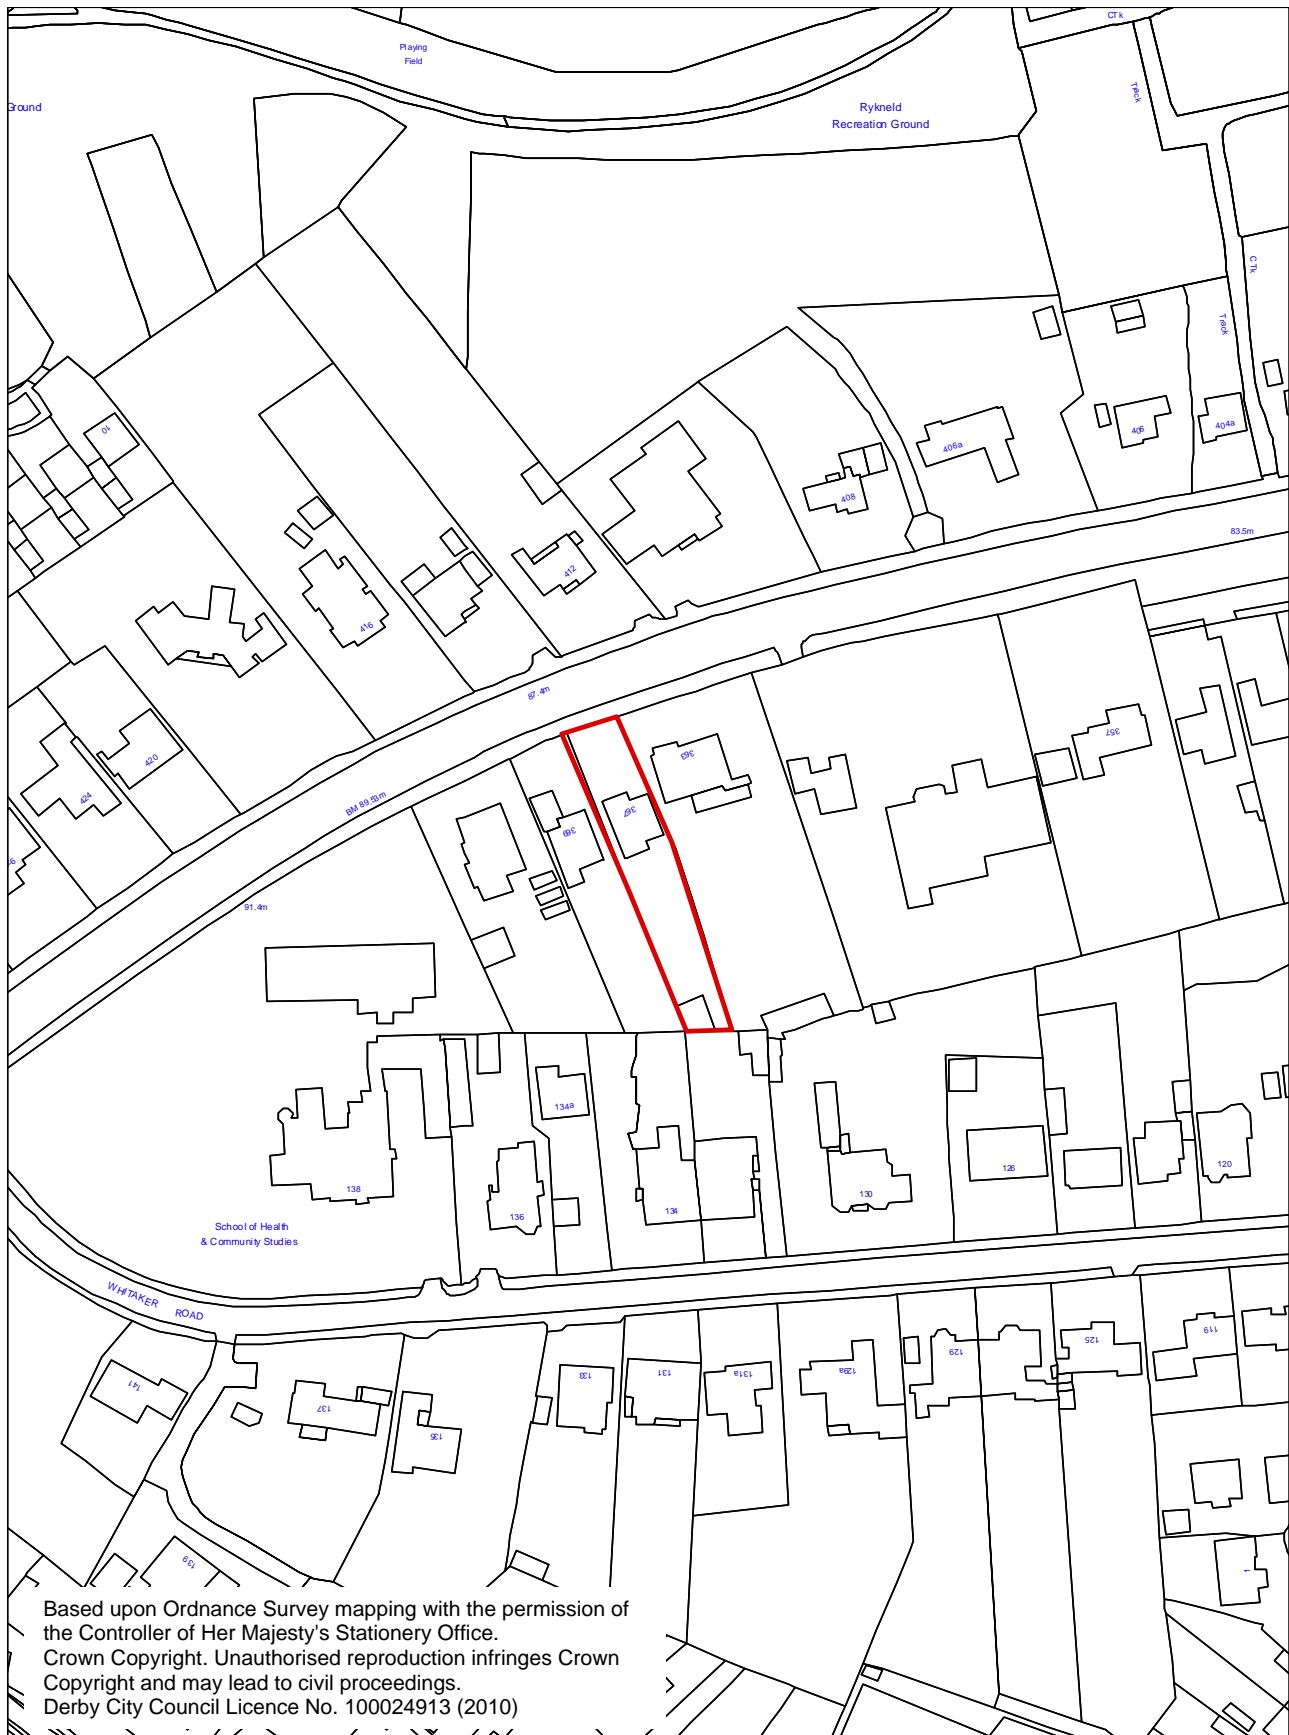 CTk
Playing
Field
Track
Ground
Rykneld
Recreation Ground
CTk
Track
10
406a
406
404a
408
83.5m
412
416
87.4m
420
424
BM 89.53m
357
363
367
369
91.4m
134a
138
136
134
130
126
120
School of Health
& Community Studies
WHITAKER ROAD
141
137
135
133
131
131a
129a
129
125
119
139
1
Based upon Ordnance Survey mapping with the permission of
the Controller of Her Majesty's Stationery Office.
Crown Copyright. Unauthorised reproduction infringes Crown
Copyright and may lead to civil proceedings.
Derby City Council Licence No. 100024913 (2010)